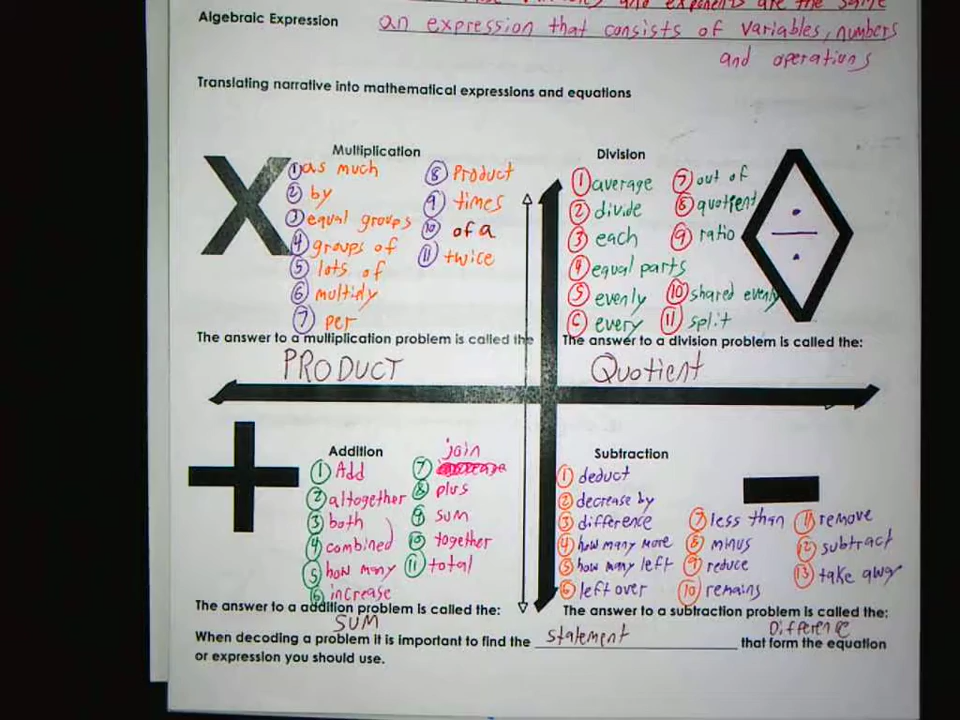 and exponents are the same
Algebraic Expression an expression that consists of variables, numbers
and operations
Translating narrative into mathematical expressions and equations
Multiplication
① as much
② by
③ equal groups
④ groups of
⑤ lots of
⑥ multidy
⑦ per
⑧ Product
⑨ times
⑩ of a
⑪ twice
The answer to a multiplication problem is called the
PRODUCT
Division
① average
② divide
③ each
④ equal parts
⑤ evenly
⑥ every
⑦ out of
⑧ quotient
⑨ ratio
⑩ shared evenly
⑪ split
The answer to a division problem is called the:
Quotient
Addition
① Add
② altogether
③ both
④ combined
⑤ how many
⑥ increase
⑦ join
⑧ plus
⑨ sum
⑩ together
⑪ total
The answer to a addition problem is called the:
SUM
Subtraction
① deduct
② decrease by
③ difference
④ how many more
⑤ how many left
⑥ left over
⑦ less than
⑧ minus
⑨ reduce
⑩ remains
⑪ remove
⑫ subtract
⑬ take away
The answer to a subtraction problem is called the:
Difference
When decoding a problem it is important to find the statement that form the equation
or expression you should use.